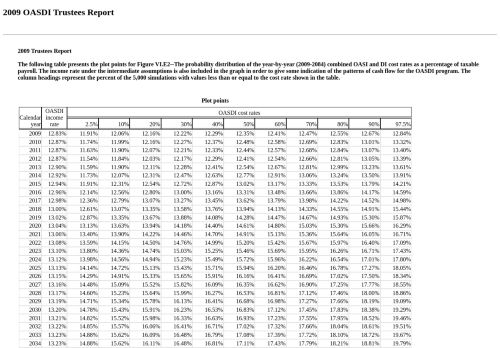 2009 OASDI Trustees Report
2009 Trustees Report
The following table presents the plot points for Figure VI.E2--The probability distribution of the year-by-year (2009-2084) combined OASI and DI cost rates as a percentage of taxable
payroll. The income rate under the intermediate assumptions is also included in the graph in order to give some indication of the patterns of cash flow for the OASDI program. The
column headings represent the percent of the 5,000 simulations with values less than or equal to the cost rate shown in the table.
Plot points
Calendar year OASDI income rate OASDI cost rates
2.5% 10% 20% 30% 40% 50% 60% 70% 80% 90% 97.5%
2009 12.83% 11.91% 12.06% 12.16% 12.22% 12.29% 12.35% 12.41% 12.47% 12.55% 12.67% 12.84%
2010 12.87% 11.74% 11.99% 12.16% 12.27% 12.37% 12.48% 12.58% 12.69% 12.83% 13.01% 13.32%
2011 12.87% 11.63% 11.90% 12.07% 12.21% 12.33% 12.44% 12.57% 12.68% 12.84% 13.07% 13.40%
2012 12.87% 11.54% 11.84% 12.03% 12.17% 12.29% 12.41% 12.54% 12.66% 12.81% 13.05% 13.39%
2013 12.90% 11.59% 11.90% 12.11% 12.28% 12.41% 12.54% 12.67% 12.81% 12.99% 13.23% 13.61%
2014 12.92% 11.73% 12.07% 12.31% 12.47% 12.63% 12.77% 12.91% 13.06% 13.24% 13.50% 13.91%
2015 12.94% 11.91% 12.31% 12.54% 12.72% 12.87% 13.02% 13.17% 13.33% 13.53% 13.79% 14.21%
2016 12.96% 12.14% 12.56% 12.80% 13.00% 13.16% 13.31% 13.48% 13.66% 13.86% 14.17% 14.59%
2017 12.98% 12.36% 12.79% 13.07% 13.27% 13.45% 13.62% 13.79% 13.98% 14.22% 14.52% 14.98%
2018 13.00% 12.61% 13.07% 13.35% 13.58% 13.76% 13.94% 14.13% 14.33% 14.55% 14.91% 15.44%
2019 13.02% 12.87% 13.35% 13.67% 13.88% 14.08% 14.28% 14.47% 14.67% 14.93% 15.30% 15.87%
2020 13.04% 13.13% 13.63% 13.94% 14.18% 14.40% 14.61% 14.80% 15.03% 15.30% 15.66% 16.29%
2021 13.06% 13.40% 13.90% 14.22% 14.46% 14.70% 14.91% 15.14% 15.36% 15.64% 16.05% 16.71%
2022 13.08% 13.59% 14.15% 14.50% 14.76% 14.99% 15.20% 15.42% 15.67% 15.97% 16.40% 17.09%
2023 13.10% 13.80% 14.36% 14.74% 15.03% 15.25% 15.46% 15.69% 15.95% 16.26% 16.71% 17.43%
2024 13.12% 13.98% 14.56% 14.94% 15.23% 15.49% 15.72% 15.96% 16.22% 16.54% 17.01% 17.80%
2025 13.13% 14.14% 14.72% 15.13% 15.43% 15.71% 15.94% 16.20% 16.46% 16.78% 17.27% 18.05%
2026 13.15% 14.29% 14.91% 15.33% 15.65% 15.91% 16.16% 16.41% 16.69% 17.02% 17.50% 18.34%
2027 13.16% 14.48% 15.09% 15.52% 15.82% 16.09% 16.35% 16.62% 16.90% 17.25% 17.77% 18.55%
2028 13.17% 14.60% 15.23% 15.64% 15.99% 16.27% 16.53% 16.81% 17.12% 17.46% 18.00% 18.86%
2029 13.19% 14.71% 15.34% 15.78% 16.13% 16.41% 16.68% 16.98% 17.27% 17.66% 18.19% 19.09%
2030 13.20% 14.78% 15.43% 15.91% 16.23% 16.53% 16.83% 17.12% 17.45% 17.83% 18.38% 19.29%
2031 13.21% 14.82% 15.52% 15.98% 16.33% 16.63% 16.93% 17.23% 17.55% 17.95% 18.52% 19.46%
2032 13.22% 14.85% 15.57% 16.06% 16.41% 16.71% 17.02% 17.32% 17.66% 18.04% 18.61% 19.51%
2033 13.23% 14.88% 15.62% 16.09% 16.48% 16.79% 17.08% 17.39% 17.72% 18.10% 18.72% 19.67%
2034 13.23% 14.88% 15.62% 16.11% 16.48% 16.81% 17.11% 17.43% 17.79% 18.21% 18.81% 19.79%